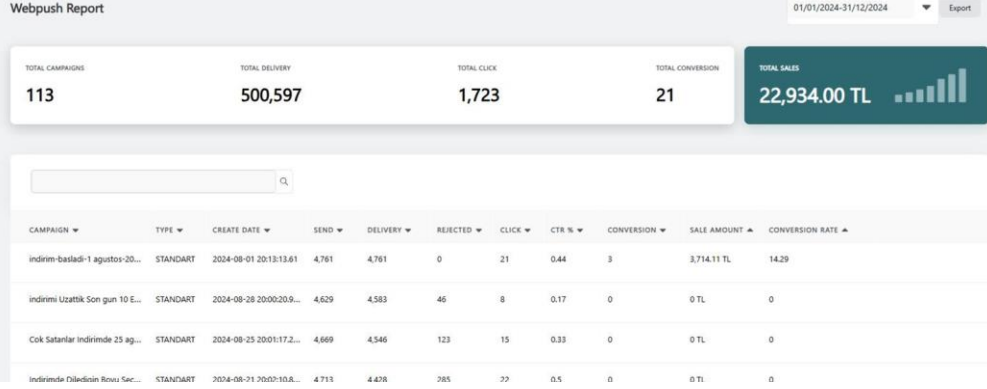 Webpush Report
01/01/2024-31/12/2024 Export
TOTAL CAMPAIGNS TOTAL DELIVERY TOTAL CLICK TOTAL CONVERSION TOTAL SALES
113 500,597 1,723 21 22,934.00 TL
CAMPAIGN TYPE CREATE DATE SEND DELIVERY REJECTED CLICK CTR % CONVERSION SALE AMOUNT CONVERSION RATE
indirim-basladi-1 agustos-20... STANDART 2024-08-01 20:13:13.61 4,761 4,761 0 21 0.44 3 3,714.11 TL 14.29
indirimi Uzattik Son gun 10 E... STANDART 2024-08-28 20:00:20.9... 4,629 4,583 46 8 0.17 0 0 TL 0
Cok Satanlar Indirimde 25 ag... STANDART 2024-08-25 20:01:17.2... 4,669 4,546 123 15 0.33 0 0 TL 0
Indirimde Diledigin Boyu Sec... STANDART 2024-08-21 20:02:10.8... 4,713 4,428 285 22 0.5 0 0 TL 0